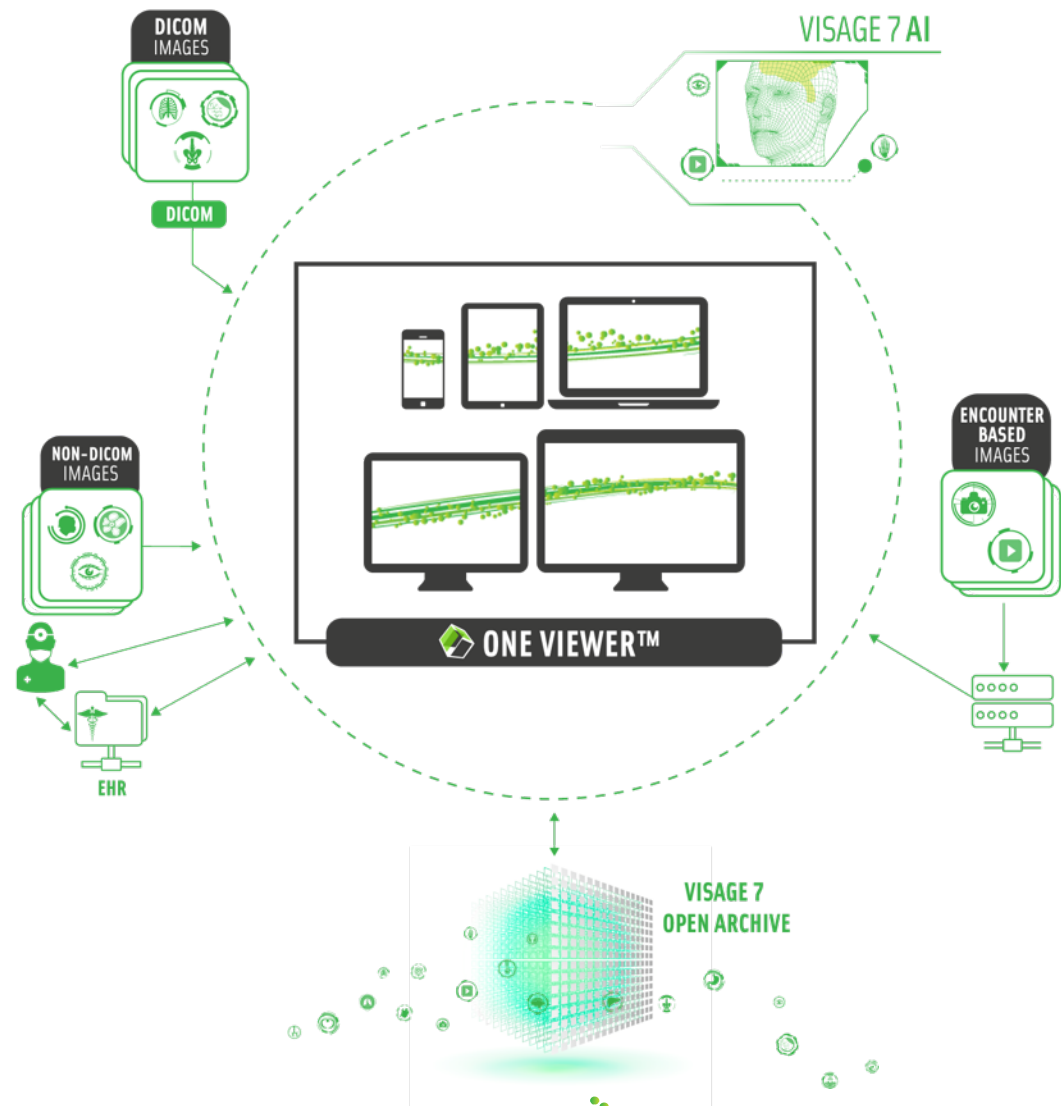 DICOM
IMAGES
DICOM
VISAGE 7 AI
NON-DICOM
IMAGES
EHR
ENCOUNTER
BASED
IMAGES
ONE VIEWER™
VISAGE 7
OPEN ARCHIVE